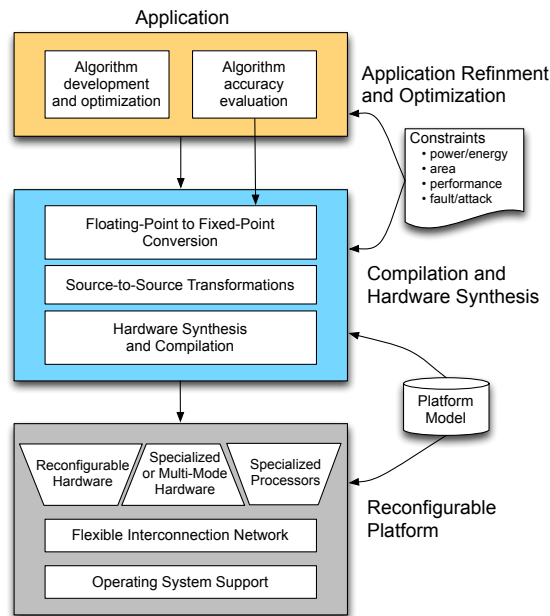 Application
Algorithm
development
and optimization
Algorithm
accuracy
evaluation
Application Refinment
and Optimization
Constraints
• power/energy
• area
• performance
• fault/attack
Floating-Point to Fixed-Point
Conversion
Source-to-Source Transformations
Hardware Synthesis
and Compilation
Compilation and
Hardware Synthesis
Platform
Model
Reconfigurable
Hardware
Specialized
or Multi-Mode
Hardware
Specialized
Processors
Flexible Interconnection Network
Operating System Support
Reconfigurable
Platform